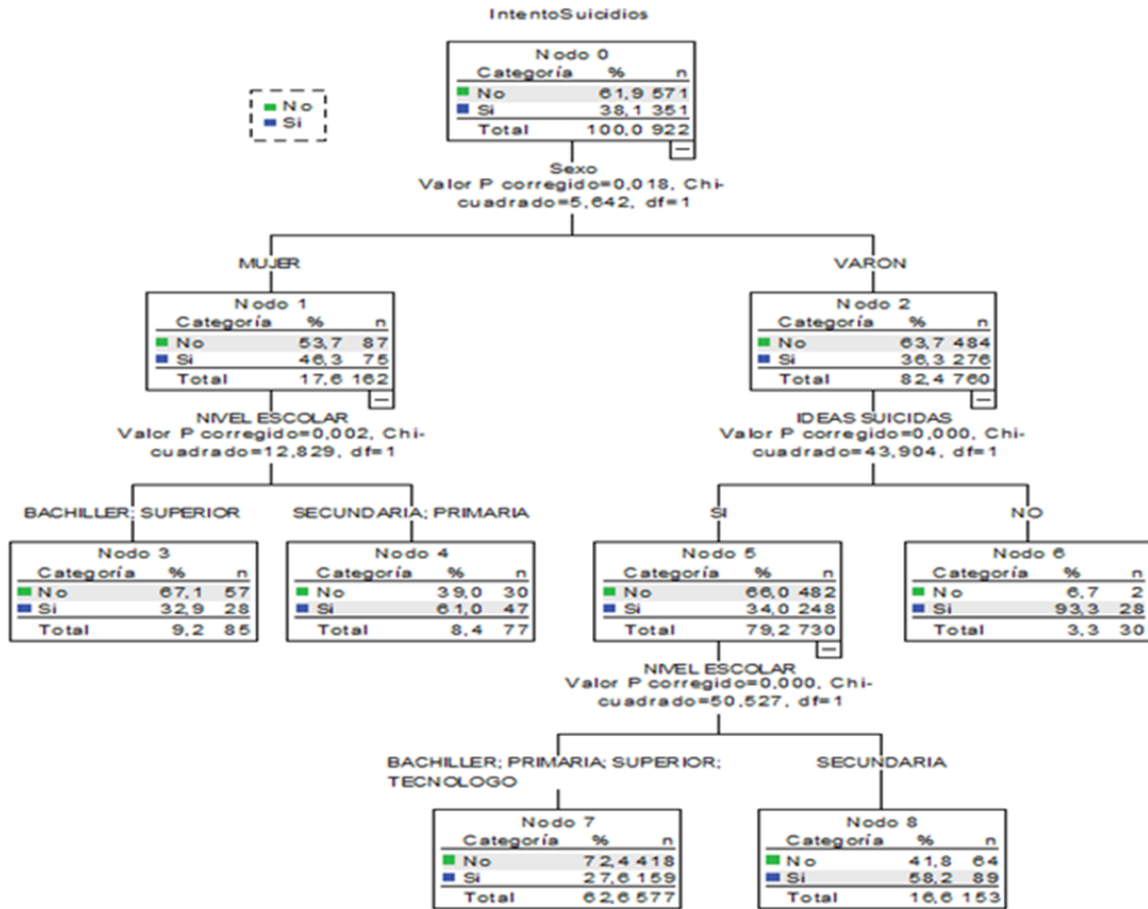 IntentoSuicidios
Nodo 0
Categoría % n
No 61,9 571
Si 38,1 351
Total 100,0 922
No
Si
Sexo
Valor P corregido=0,018, Chi-
cuadrado=5,642, df=1
MUJER
VARON
Nodo 1
Categoría % n
No 53,7 87
Si 46,3 75
Total 17,6 162
Nodo 2
Categoría % n
No 63,7 484
Si 36,3 276
Total 82,4 760
NIVEL ESCOLAR
Valor P corregido=0,002, Chi-
cuadrado=12,829, df=1
IDEAS SUICIDAS
Valor P corregido=0,000, Chi-
cuadrado=43,904, df=1
BACHILLER; SUPERIOR
SECUNDARIA; PRIMARIA
SI
NO
Nodo 3
Categoría % n
No 67,1 57
Si 32,9 28
Total 9,2 85
Nodo 4
Categoría % n
No 39,0 30
Si 61,0 47
Total 8,4 77
Nodo 5
Categoría % n
No 66,0 482
Si 34,0 248
Total 79,2 730
Nodo 6
Categoría % n
No 6,7 2
Si 93,3 28
Total 3,3 30
NIVEL ESCOLAR
Valor P corregido=0,000, Chi-
cuadrado=50,527, df=1
BACHILLER; PRIMARIA; SUPERIOR;
TECNOLOGO
SECUNDARIA
Nodo 7
Categoría % n
No 72,4 418
Si 27,6 159
Total 62,6 577
Nodo 8
Categoría % n
No 41,8 64
Si 58,2 89
Total 16,6 153